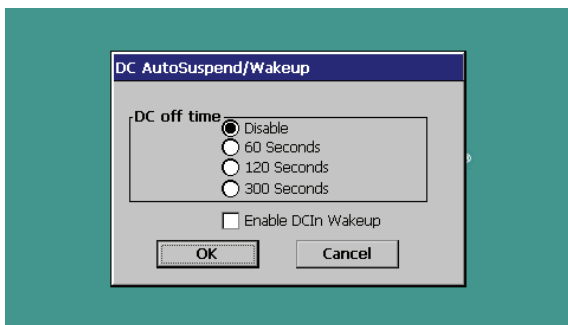 DC AutoSuspend/Wakeup
DC off time
Disable
60 Seconds
120 Seconds
300 Seconds
Enable DCIn Wakeup
OK Cancel